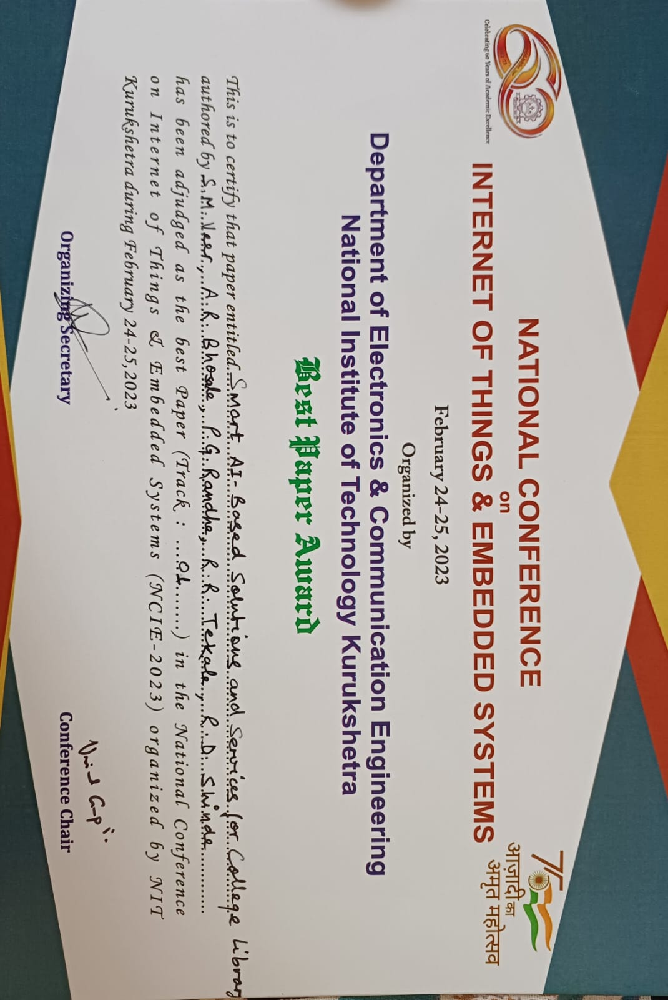 Celebrating 60 Years of Academic Excellence
75
आज़ादी का
अमृत महोत्सव
NATIONAL CONFERENCE
on
INTERNET OF THINGS & EMBEDDED SYSTEMS
February 24-25, 2023
Organized by
Department of Electronics & Communication Engineering
National Institute of Technology Kurukshetra
Best Paper Award
This is to certify that paper entitled Smart AI-Based Solutions and Services for College Library
authored by S.M. Veer, A.R. Bhosale, P.G. Randhe, R.R. Tekale, R.D. Shinde
has been adjudged as the best Paper (Track : ....01.......) in the National Conference
on Internet of Things & Embedded Systems (NCIE-2023) organized by NIT
Kurukshetra during February 24-25,2023
Organizing Secretary
Conference Chair